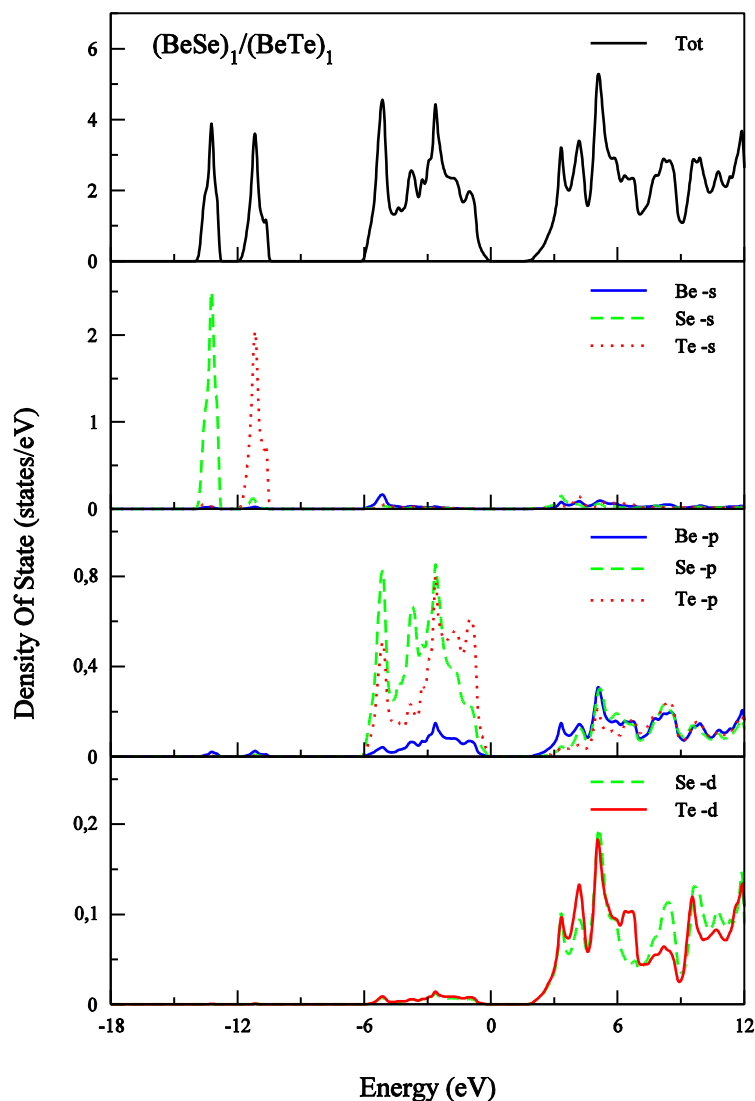 (BeSe)1/(BeTe)1
Tot
6
4
2
0
Be -s
Se -s
Te -s
2
1
0
Be -p
Se -p
Te -p
0,8
0,4
0
Se -d
Te -d
0,2
0,1
0
-18 -12 -6 0 6 12
Density Of State (states/eV)
Energy (eV)